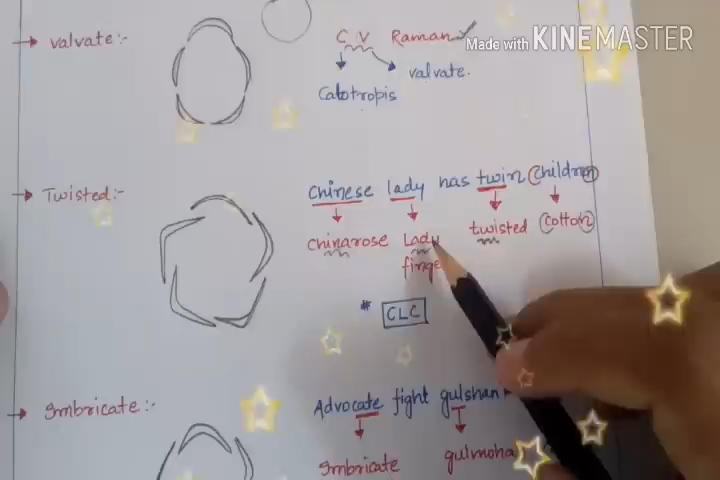 → valvate:-
C V Raman
Calotropis
valvate.
Made with KINEMASTER
→ Twisted:-
Chinese lady has twin Children
Chinarose Lady twisted Cotton
finge
* CLC
→ Imbricate:-
Advocate fight gulshan
Imbricate gulmoha